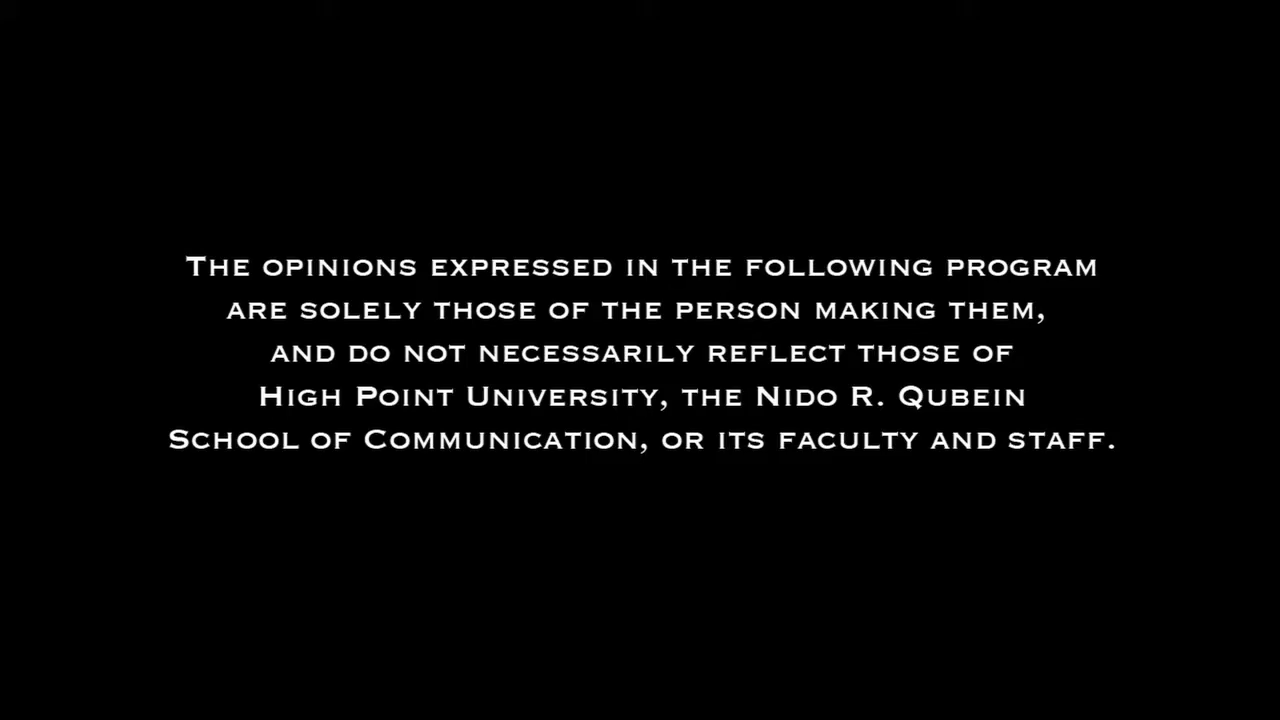 The opinions expressed in the following program
are solely those of the person making them,
and do not necessarily reflect those of
High Point University, the Nido R. Qubein
School of Communication, or its faculty and staff.